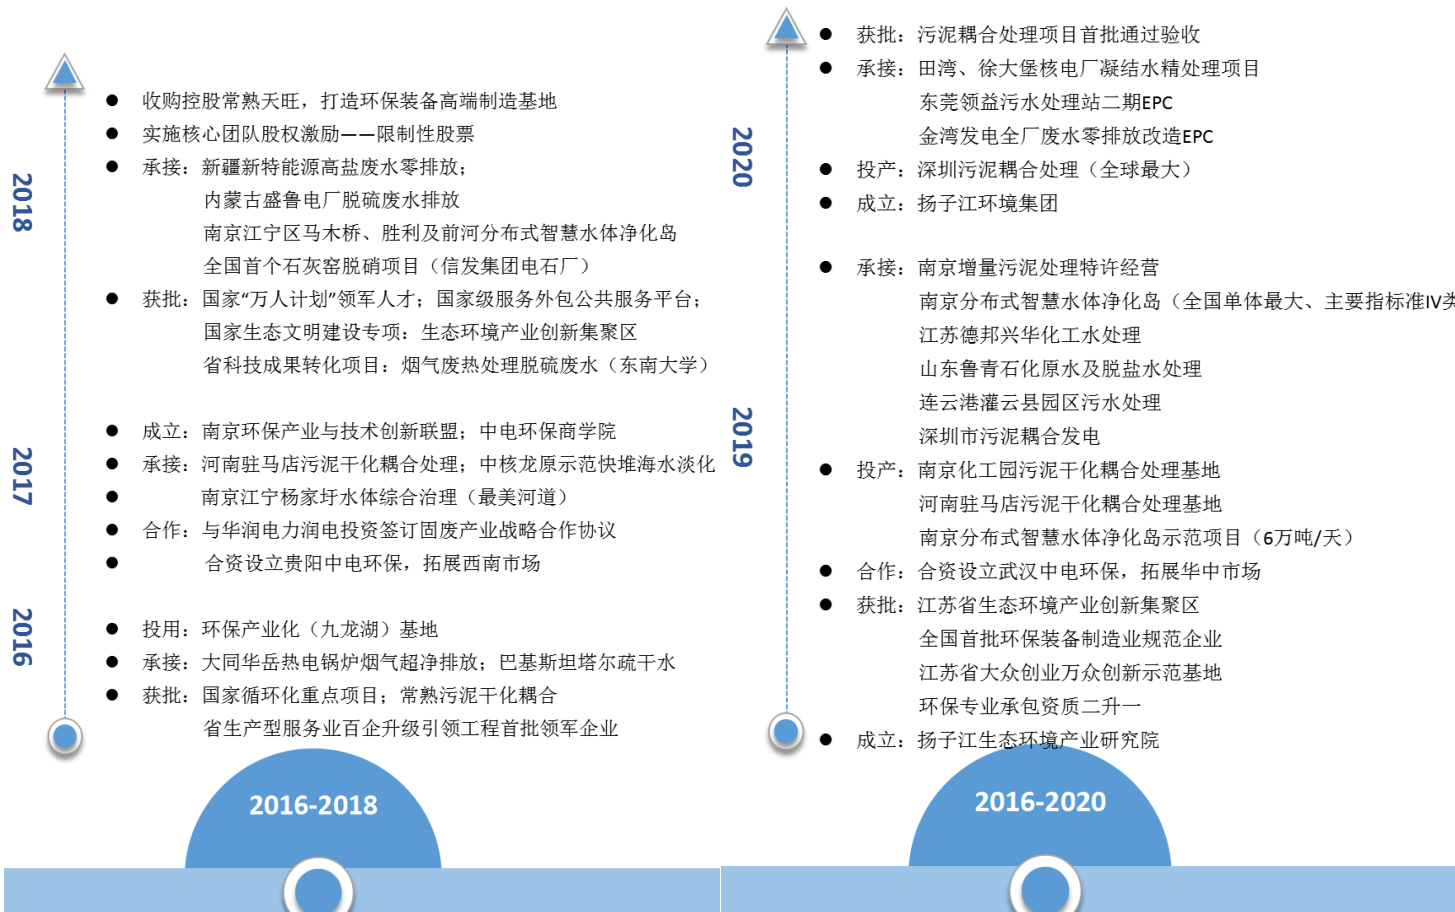 2018
收购控股常熟天旺，打造环保装备高端制造基地
实施核心团队股权激励——限制性股票
承接：新疆新特能源高盐废水零排放；
内蒙古盛鲁电厂脱硫废水排放
南京江宁区马木桥、胜利及前河分布式智慧水体净化岛
全国首个石灰窑脱硝项目（信发集团电石厂）
获批：国家“万人计划”领军人才；国家级服务外包公共服务平台；
国家生态文明建设专项：生态环境产业创新集聚区
省科技成果转化项目：烟气废热处理脱硫废水（东南大学）
2017
成立：南京环保产业与技术创新联盟；中电环保商学院
承接：河南驻马店污泥干化耦合处理；中核龙原示范快堆海水淡化
南京江宁杨家圩水体综合治理（最美河道）
合作：与华润电力润电投资签订固废产业战略合作协议
合资设立贵阳中电环保，拓展西南市场
2016
投用：环保产业化（九龙湖）基地
承接：大同华岳热电锅炉烟气超净排放；巴基斯坦塔尔疏干水
获批：国家循环化重点项目；常熟污泥干化耦合
省生产型服务业百企升级引领工程首批领军企业
2016-2018
2020
获批：污泥耦合处理项目首批通过验收
承接：田湾、徐大堡核电厂凝结水精处理项目
东莞领益污水处理站二期EPC
金湾发电全厂废水零排放改造EPC
投产：深圳污泥耦合处理（全球最大）
成立：扬子江环境集团
2019
承接：南京增量污泥处理特许经营
南京分布式智慧水体净化岛（全国单体最大、主要指标准IV类
江苏德邦兴华化工水处理
山东鲁青石化原水及脱盐水处理
连云港灌云县园区污水处理
深圳市污泥耦合发电
投产：南京化工园污泥干化耦合处理基地
河南驻马店污泥干化耦合处理基地
南京分布式智慧水体净化岛示范项目（6万吨/天）
合作：合资设立武汉中电环保，拓展华中市场
获批：江苏省生态环境产业创新集聚区
全国首批环保装备制造业规范企业
江苏省大众创业万众创新示范基地
环保专业承包资质二升一
成立：扬子江生态环境产业研究院
2016-2020